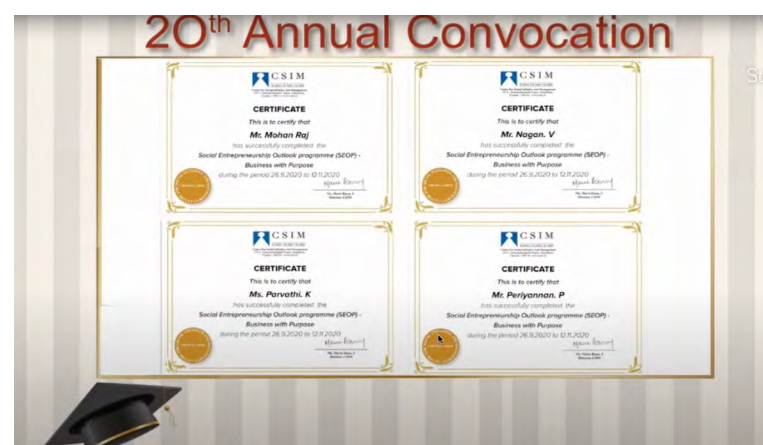 20th Annual Convocation
CSIM
CERTIFICATE
This is to certify that
Mr. Mohan Raj
has successfully completed the
Social Entrepreneurship Outlook programme (SEOP) -
Business with Purpose
during the period 26.9.2020 to 12.11.2020
CSIM
CERTIFICATE
This is to certify that
Mr. Nagan. V
has successfully completed the
Social Entrepreneurship Outlook programme (SEOP) -
Business with Purpose
during the period 26.9.2020 to 12.11.2020
CSIM
CERTIFICATE
This is to certify that
Ms. Parvathi. K
has successfully completed the
Social Entrepreneurship Outlook programme (SEOP) -
Business with Purpose
during the period 26.9.2020 to 12.11.2020
CSIM
CERTIFICATE
This is to certify that
Mr. Periyannan. P
has successfully completed the
Social Entrepreneurship Outlook programme (SEOP) -
Business with Purpose
during the period 26.9.2020 to 12.11.2020